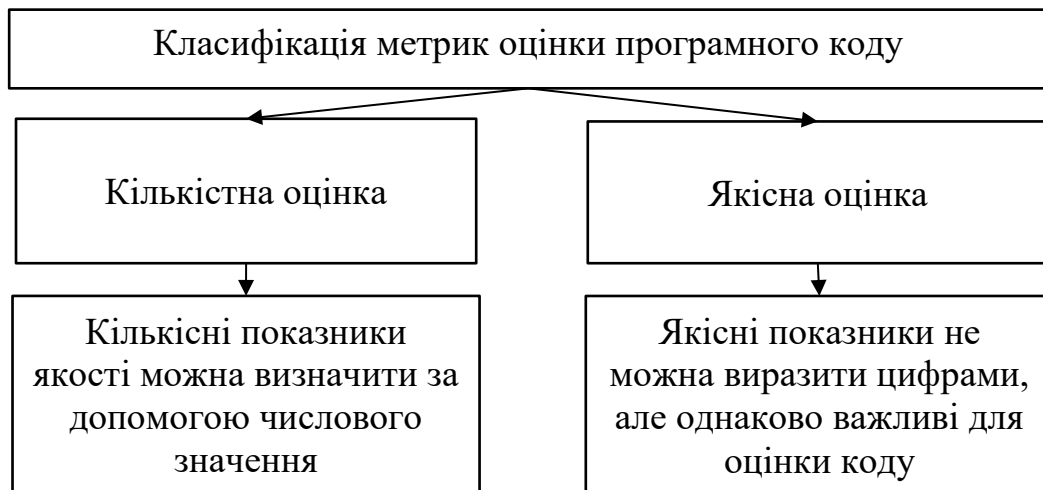 Класифікація метрик оцінки програмного коду
Кількістна оцінка
Якісна оцінка
Кількісні показники
якості можна визначити за
допомогою числового
значення
Якісні показники не
можна виразити цифрами,
але однаково важливі для
оцінки коду